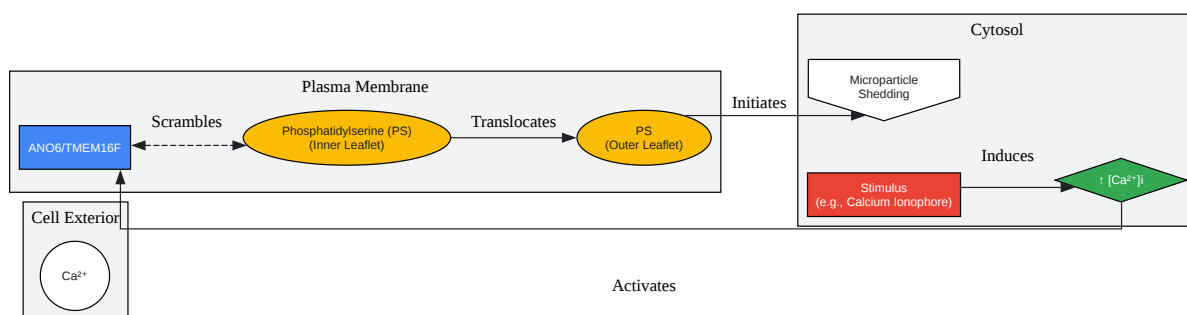 Cytosol
Plasma Membrane
Microparticle
Shedding
Initiates
Scrambles
Translocates
Phosphatidylserine (PS)
(Inner Leaflet)
PS
(Outer Leaflet)
ANO6/TMEM16F
Induces
Stimulus
(e.g., Calcium Ionophore)
↑ [Ca²⁺]i
Cell Exterior
Ca²⁺
Activates